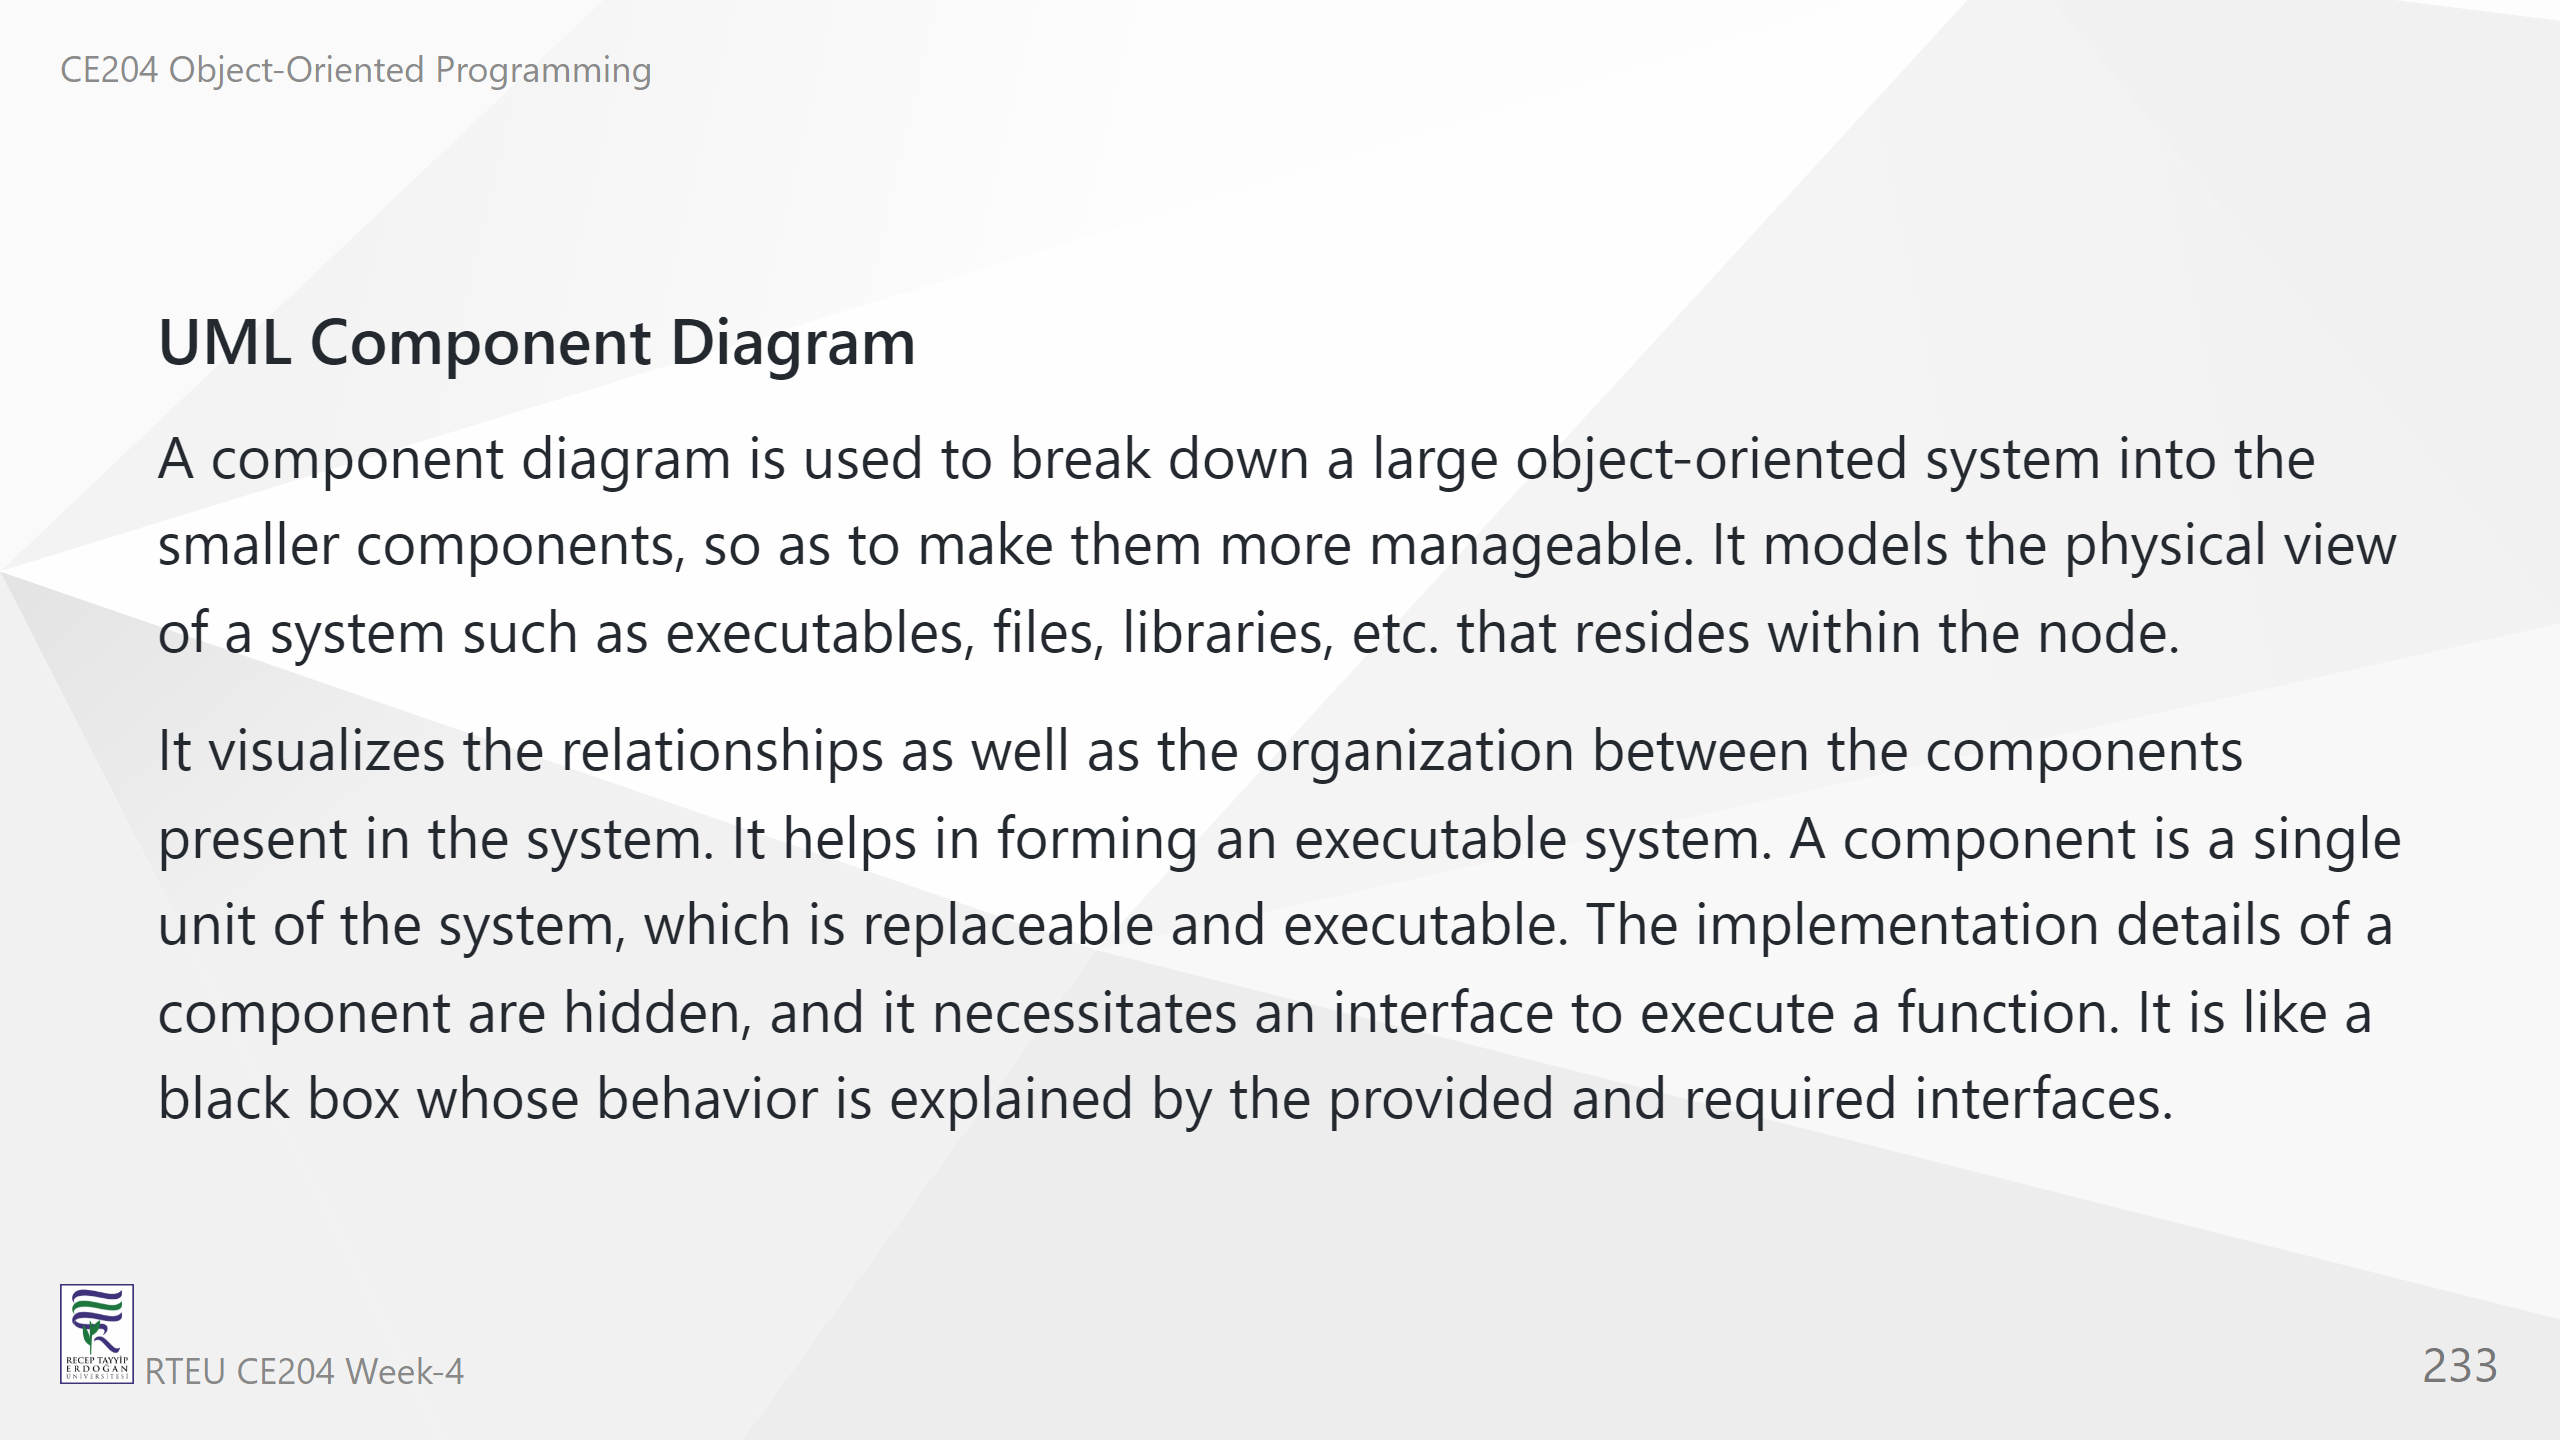 CE204 Object-Oriented Programming
UML Component Diagram
A component diagram is used to break down a large object-oriented system into the
smaller components, so as to make them more manageable. It models the physical view
of a system such as executables, files, libraries, etc. that resides within the node.
It visualizes the relationships as well as the organization between the components
present in the system. It helps in forming an executable system. A component is a single
unit of the system, which is replaceable and executable. The implementation details of a
component are hidden, and it necessitates an interface to execute a function. It is like a
black box whose behavior is explained by the provided and required interfaces.
RECEP TAYYİP
ERDOĞAN
ÜNİVERSİTESİ
RTEU CE204 Week-4
233